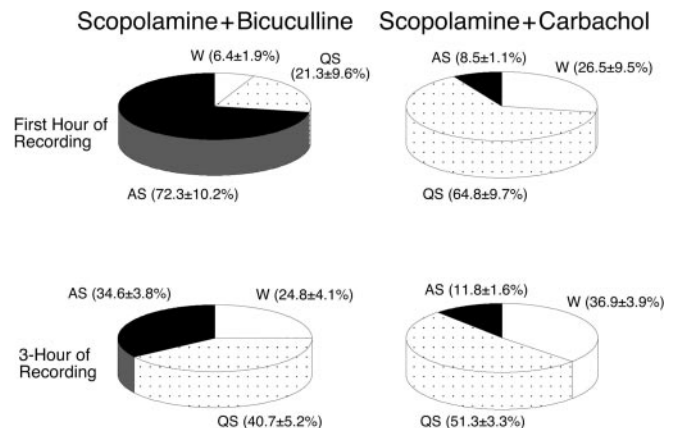 Scopolamine+Bicuculline
Scopolamine+Carbachol
First Hour of
Recording
W (6.4±1.9%)
QS
(21.3±9.6%)
AS (72.3±10.2%)
AS (8.5±1.1%)
W (26.5±9.5%)
QS (64.8±9.7%)
3-Hour of
Recording
AS (34.6±3.8%)
W (24.8±4.1%)
QS (40.7±5.2%)
AS (11.8±1.6%)
W (36.9±3.9%)
QS (51.3±3.3%)